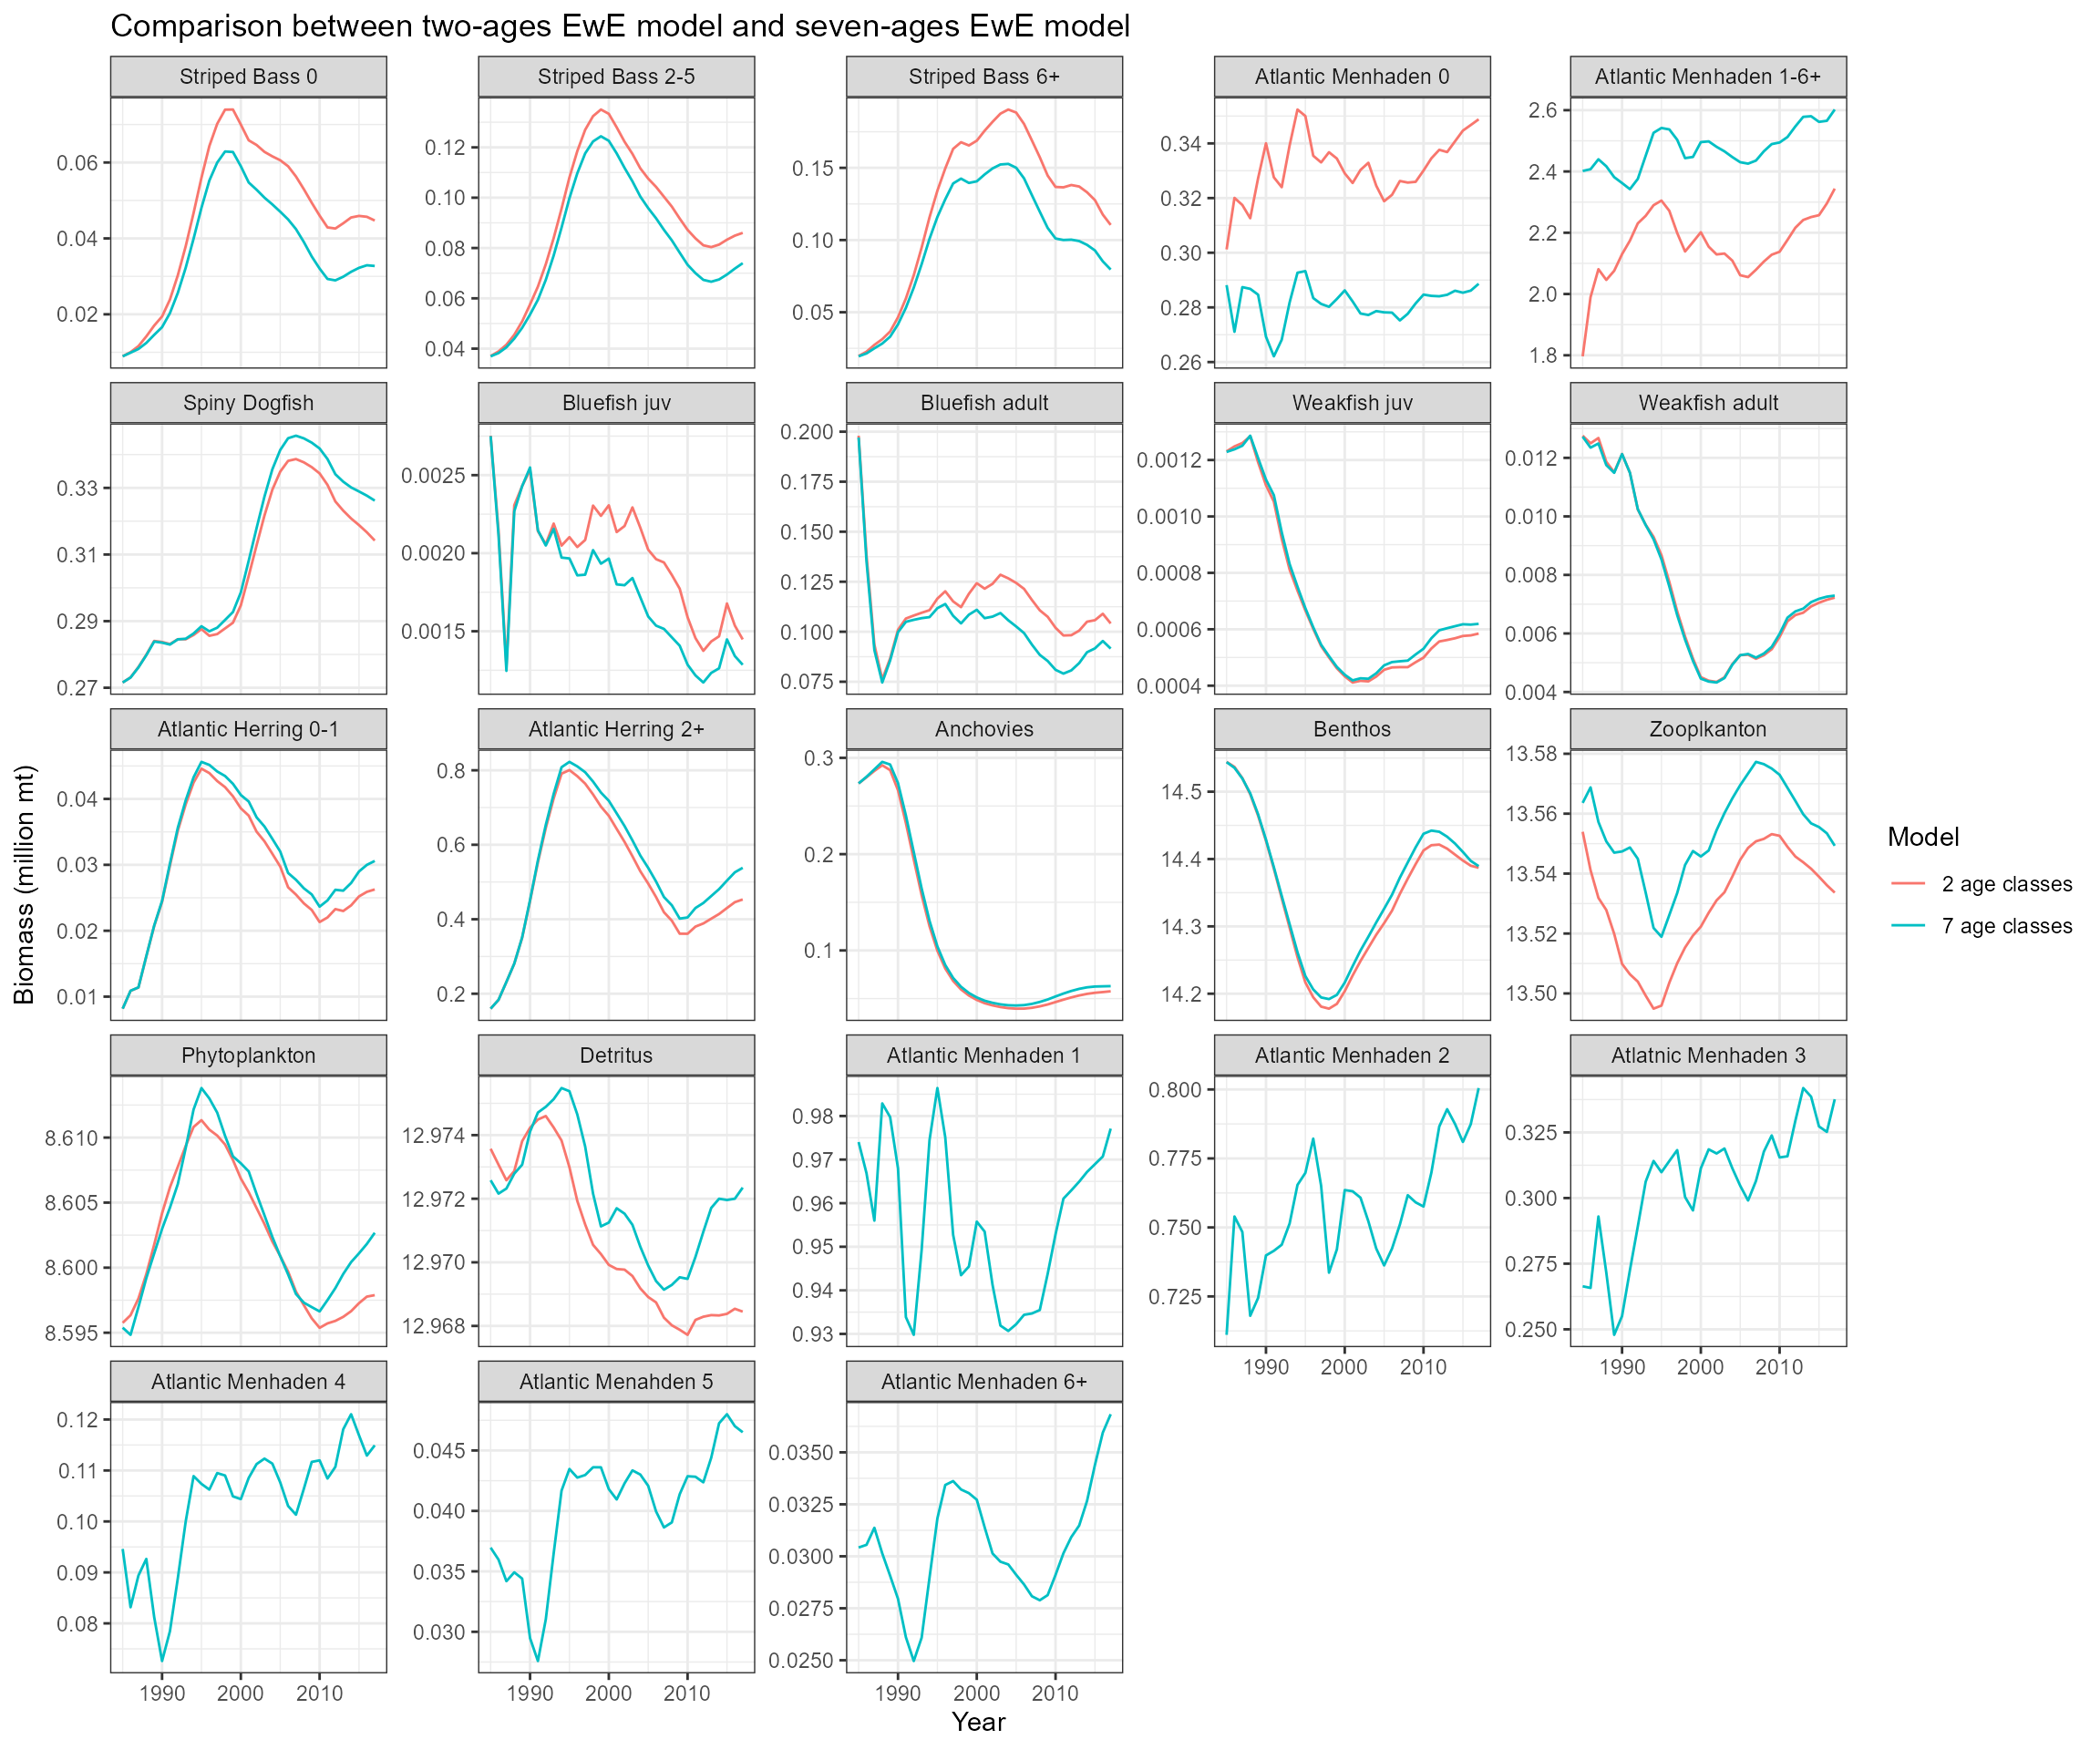 Comparison between two-ages EwE model and seven-ages EwE model
Striped Bass 0
Striped Bass 2-5
Striped Bass 6+
Atlantic Menhaden 0
Atlantic Menhaden 1-6+
0.06
0.04
0.02
0.12
0.10
0.08
0.06
0.04
0.15
0.10
0.05
0.34
0.32
0.30
0.28
0.26
2.6
2.4
2.2
2.0
1.8
Spiny Dogfish
Bluefish juv
Bluefish adult
Weakfish juv
Weakfish adult
0.33
0.31
0.29
0.27
0.0025
0.0020
0.0015
0.200
0.175
0.150
0.125
0.100
0.075
0.0012
0.0010
0.0008
0.0006
0.0004
0.012
0.010
0.008
0.006
0.004
Atlantic Herring 0-1
Atlantic Herring 2+
Anchovies
Benthos
Zooplkanton
0.04
0.03
0.02
0.01
0.8
0.6
0.4
0.2
0.3
0.2
0.1
14.5
14.4
14.3
14.2
13.58
13.56
13.54
13.52
13.50
Phytoplankton
Detritus
Atlantic Menhaden 1
Atlantic Menhaden 2
Atlatnic Menhaden 3
8.610
8.605
8.600
8.595
12.974
12.972
12.970
12.968
0.98
0.97
0.96
0.95
0.94
0.93
0.800
0.775
0.750
0.725
0.325
0.300
0.275
0.250
1990 2000 2010
1990 2000 2010
Atlantic Menhaden 4
Atlantic Menahden 5
Atlantic Menhaden 6+
0.12
0.11
0.10
0.09
0.08
0.045
0.040
0.035
0.030
0.0350
0.0325
0.0300
0.0275
0.0250
1990 2000 2010
1990 2000 2010
1990 2000 2010
Year
Biomass (million mt)
Model
2 age classes
7 age classes